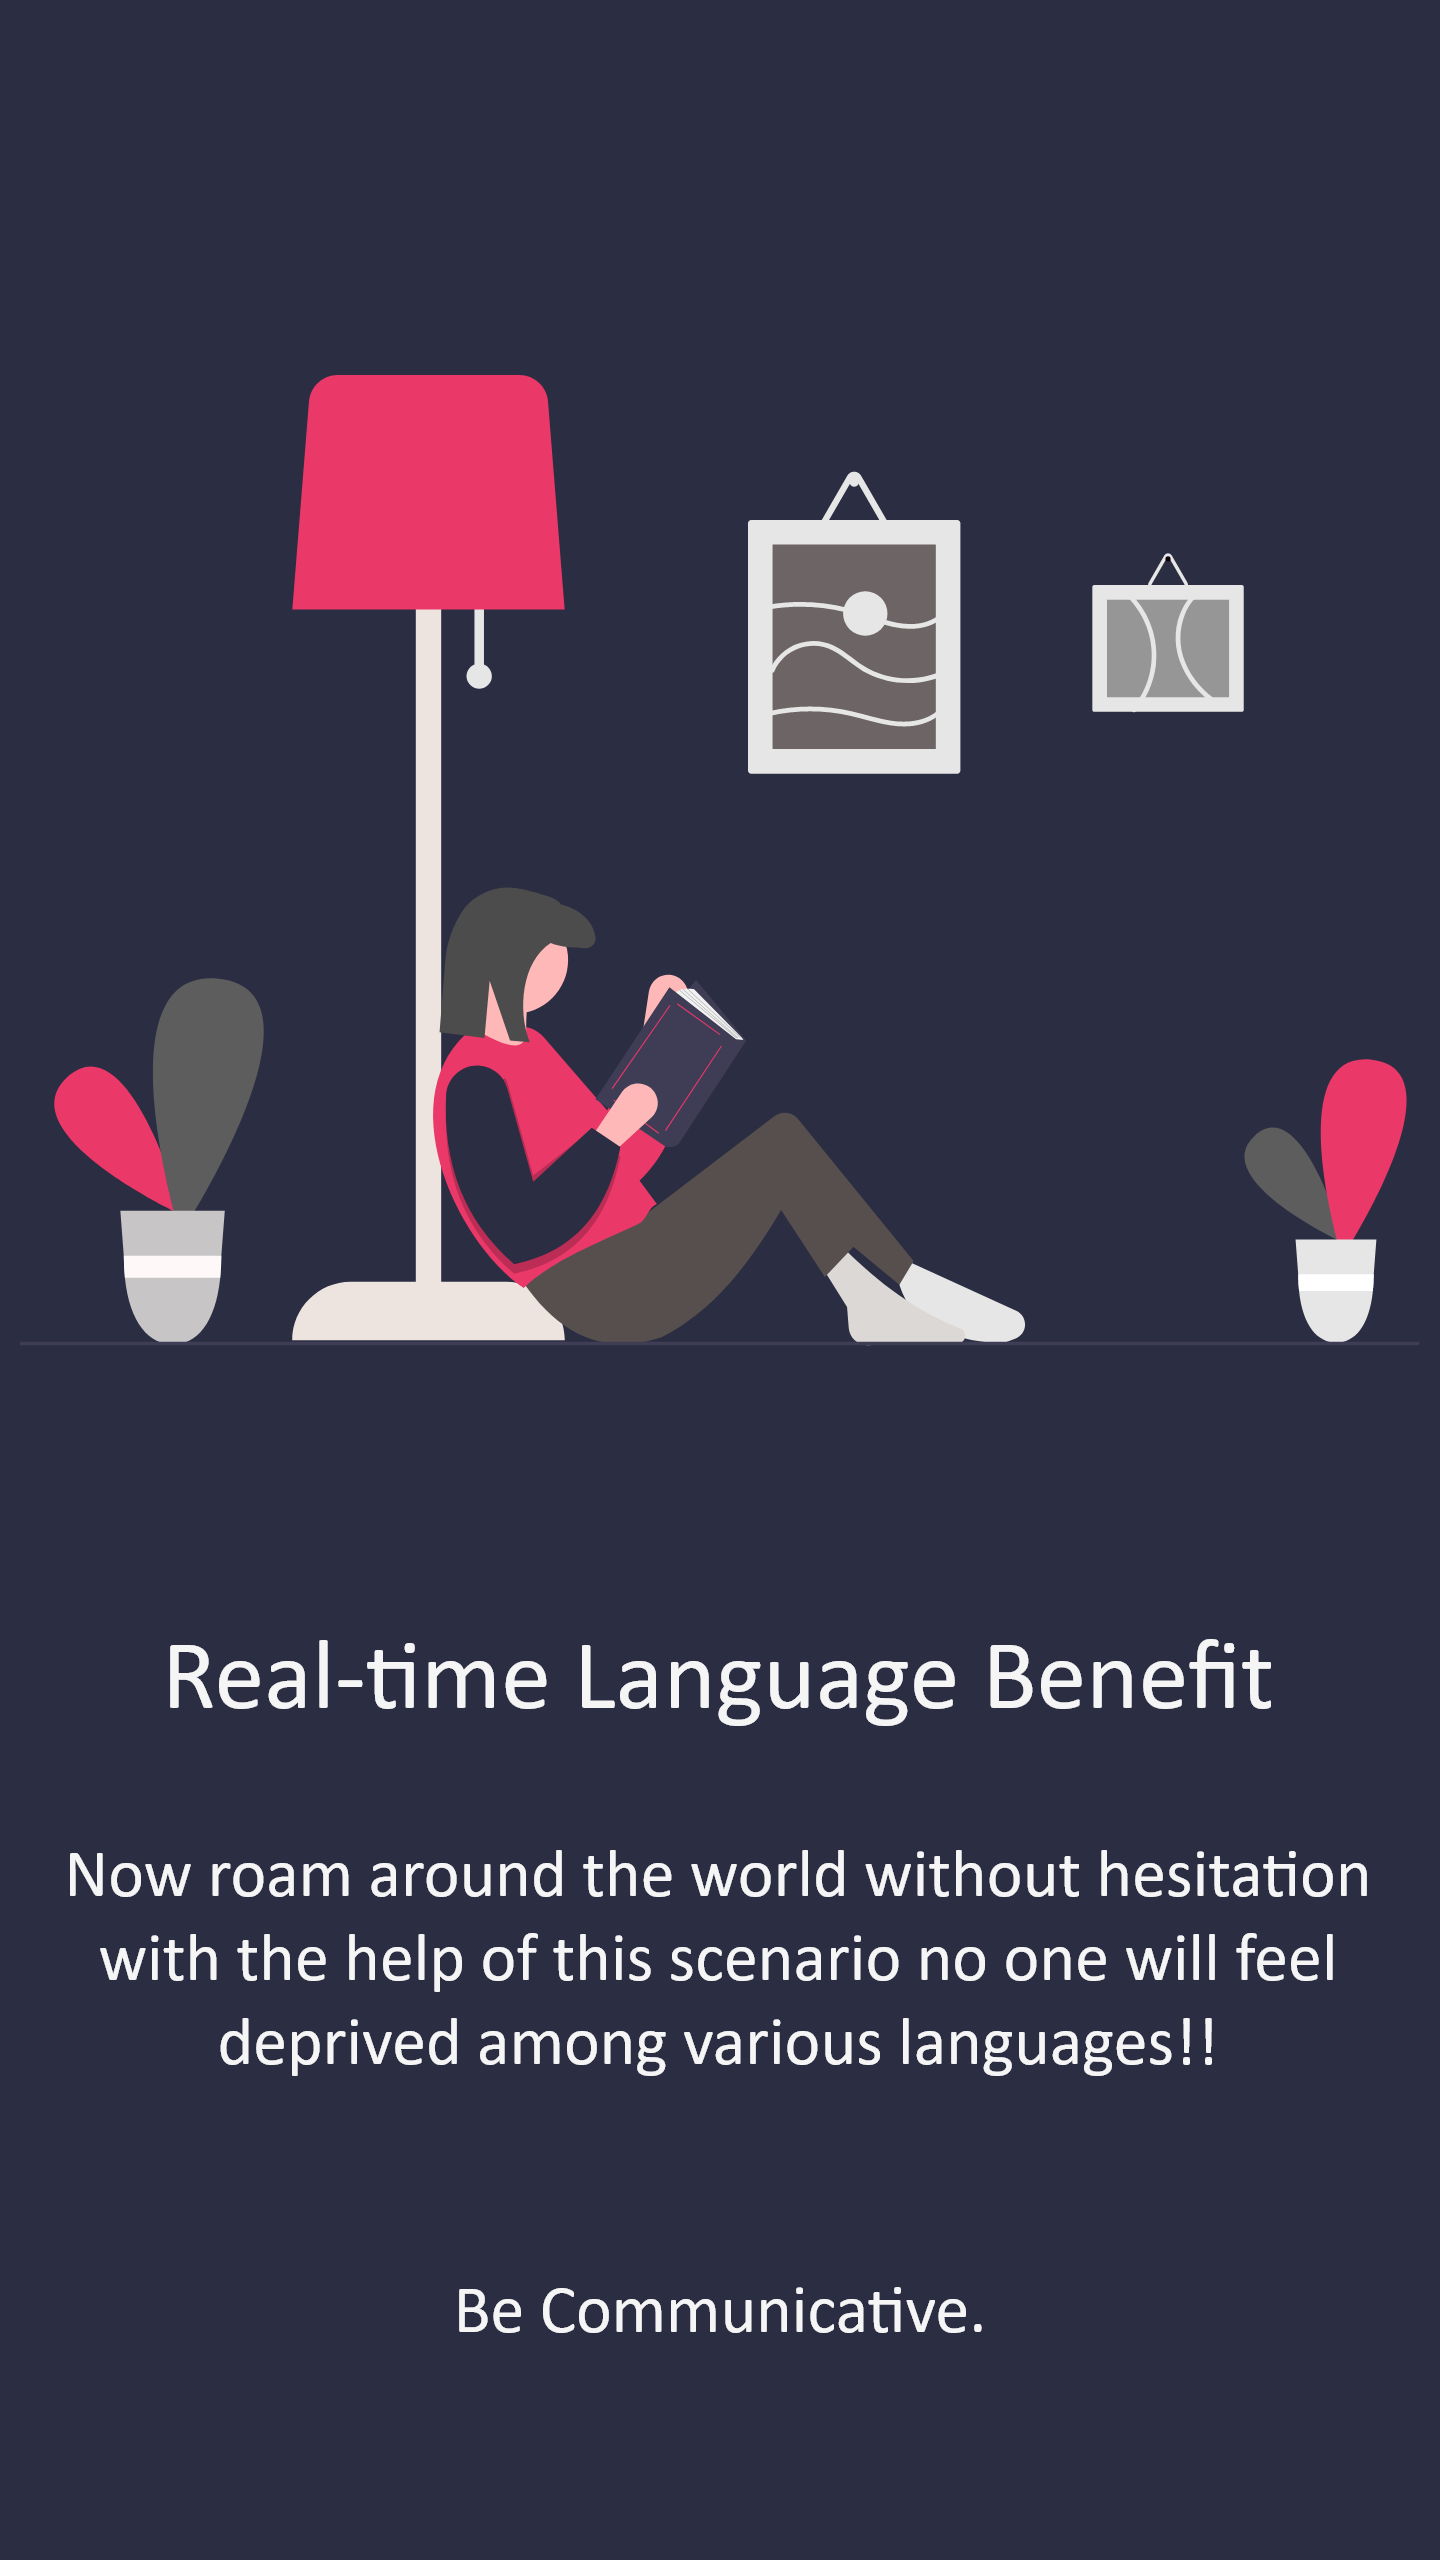 Real-time Language Benefit
Now roam around the world without hesitation
with the help of this scenario no one will feel
deprived among various languages!!
Be Communicative.